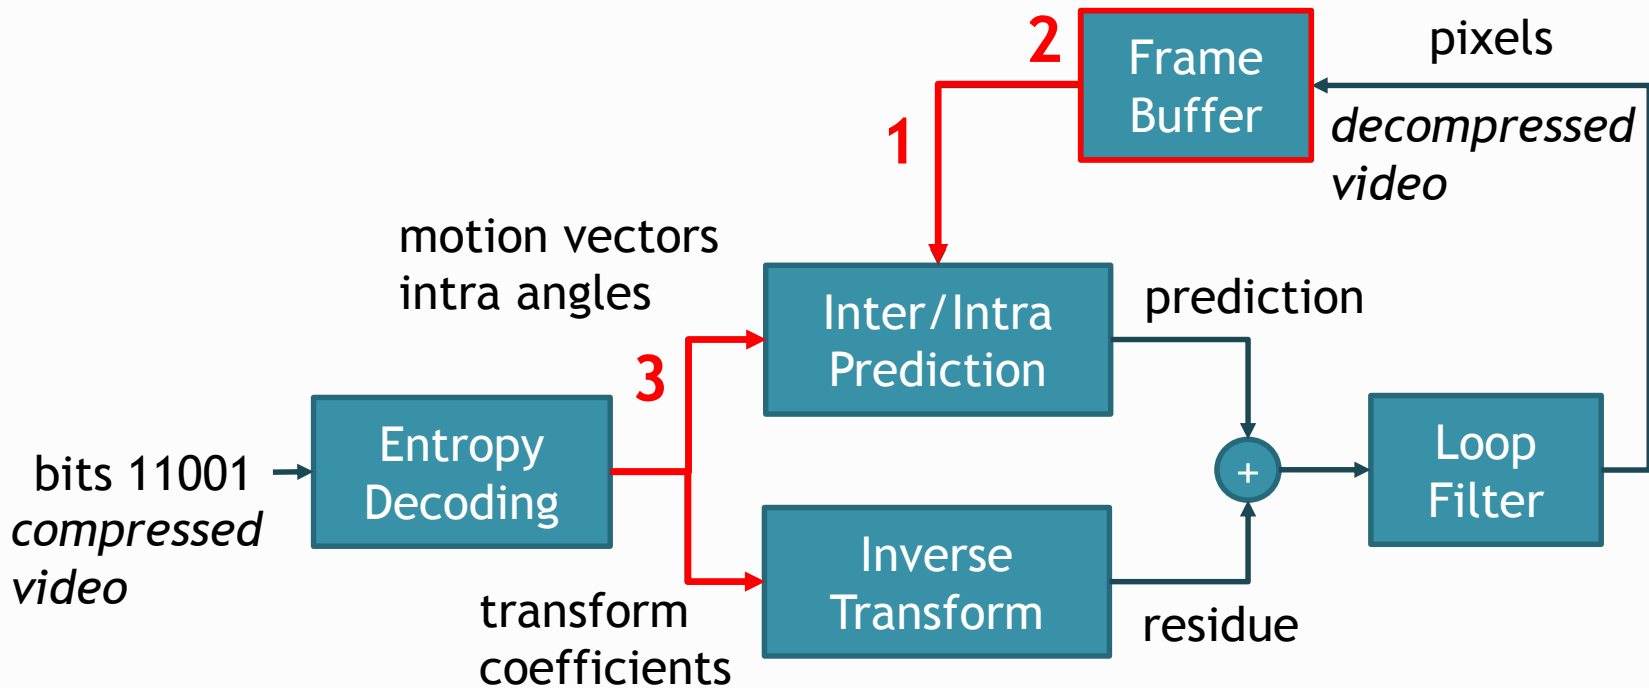 2
Frame
Buffer
pixels
decompressed
video
1
motion vectors
intra angles
Inter/Intra
Prediction
prediction
3
Entropy
Decoding
bits 11001
compressed
video
+
Loop
Filter
Inverse
Transform
transform
coefficients
residue